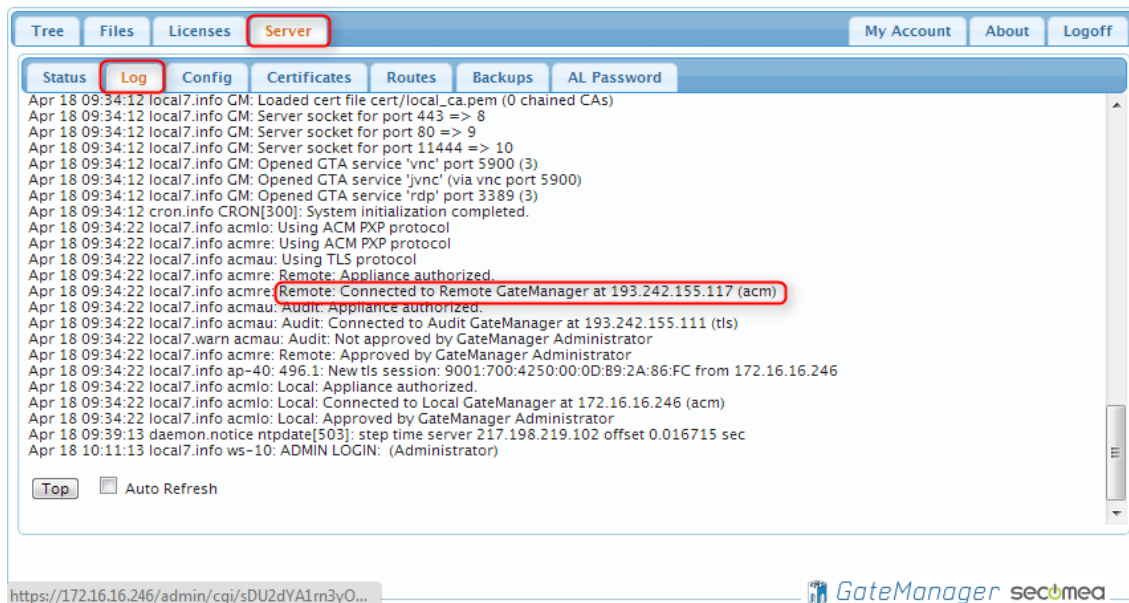 Tree Files Licenses Server My Account About Logoff
Status Log Config Certificates Routes Backups AL Password
Apr 18 09:34:12 local7.info GM: Loaded cert file cert/local_ca.pem (0 chained CAs)
Apr 18 09:34:12 local7.info GM: Server socket for port 443 => 8
Apr 18 09:34:12 local7.info GM: Server socket for port 80 => 9
Apr 18 09:34:12 local7.info GM: Server socket for port 11444 => 10
Apr 18 09:34:12 local7.info GM: Opened GTA service 'vnc' port 5900 (3)
Apr 18 09:34:12 local7.info GM: Opened GTA service 'jvnc' (via vnc port 5900)
Apr 18 09:34:12 local7.info GM: Opened GTA service 'rdp' port 3389 (3)
Apr 18 09:34:12 cron.info CRON[300]: System initialization completed.
Apr 18 09:34:22 local7.info acmlo: Using ACM PXP protocol
Apr 18 09:34:22 local7.info acmre: Using ACM PXP protocol
Apr 18 09:34:22 local7.info acmau: Using TLS protocol
Apr 18 09:34:22 local7.info acmre: Remote: Appliance authorized.
Apr 18 09:34:22 local7.info acmre: Remote: Connected to Remote GateManager at 193.242.155.117 (acm)
Apr 18 09:34:22 local7.info acmau: Audit: Appliance authorized.
Apr 18 09:34:22 local7.info acmau: Audit: Connected to Audit GateManager at 193.242.155.111 (tls)
Apr 18 09:34:22 local7.warn acmau: Audit: Not approved by GateManager Administrator
Apr 18 09:34:22 local7.info acmre: Remote: Approved by GateManager Administrator
Apr 18 09:34:22 local7.info ap-40: 496.1: New tls session: 9001:700:4250:00:0D:B9:2A:86:FC from 172.16.16.246
Apr 18 09:34:22 local7.info acmlo: Local: Appliance authorized.
Apr 18 09:34:22 local7.info acmlo: Local: Connected to Local GateManager at 172.16.16.246 (acm)
Apr 18 09:34:22 local7.info acmlo: Local: Approved by GateManager Administrator
Apr 18 09:39:13 daemon.notice ntpdate[503]: step time server 217.198.219.102 offset 0.016715 sec
Apr 18 10:11:13 local7.info ws-10: ADMIN LOGIN: (Administrator)
Top Auto Refresh
https://172.16.16.246/admin/cgi/sDU2dYA1rn3yO...
GateManager secomea